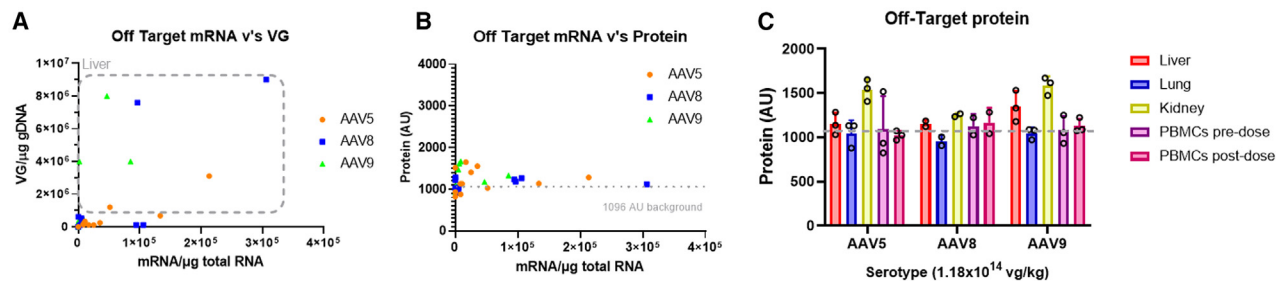 A
Off Target mRNA v's VG
Liver
VG/µg gDNA
1×10⁷
8×10⁶
6×10⁶
4×10⁶
2×10⁶
0
0
1×10⁵
2×10⁵
3×10⁵
4×10⁵
mRNA/µg total RNA
AAV5
AAV8
AAV9
B
Off Target mRNA v's Protein
Protein (AU)
4000
3000
2000
1000
0
1096 AU background
0
1×10⁵
2×10⁵
3×10⁵
4×10⁵
mRNA/µg total RNA
AAV5
AAV8
AAV9
C
Off-Target protein
Protein (AU)
2000
1500
1000
500
0
AAV5
AAV8
AAV9
Serotype (1.18x10¹⁴ vg/kg)
Liver
Lung
Kidney
PBMCs pre-dose
PBMCs post-dose